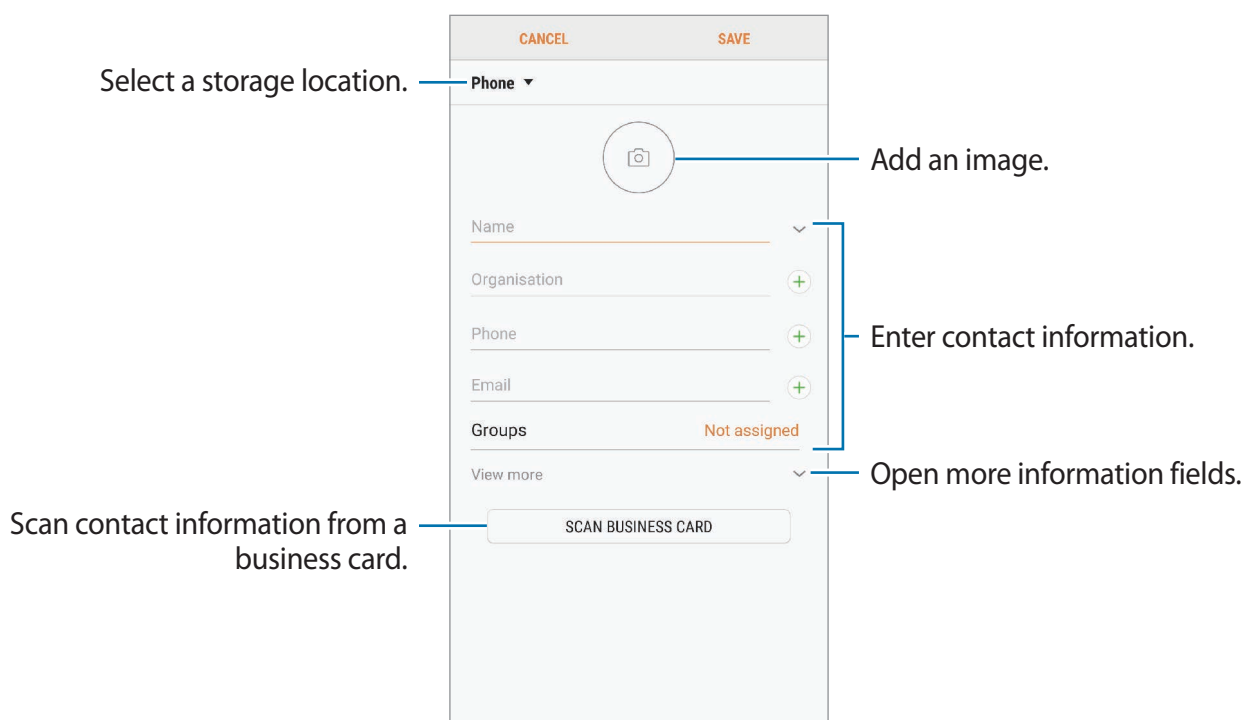 CANCEL SAVE
Select a storage location.
Phone
Add an image.
Name
Organisation
Phone
Enter contact information.
Email
Groups Not assigned
View more
Open more information fields.
Scan contact information from a
business card.
SCAN BUSINESS CARD